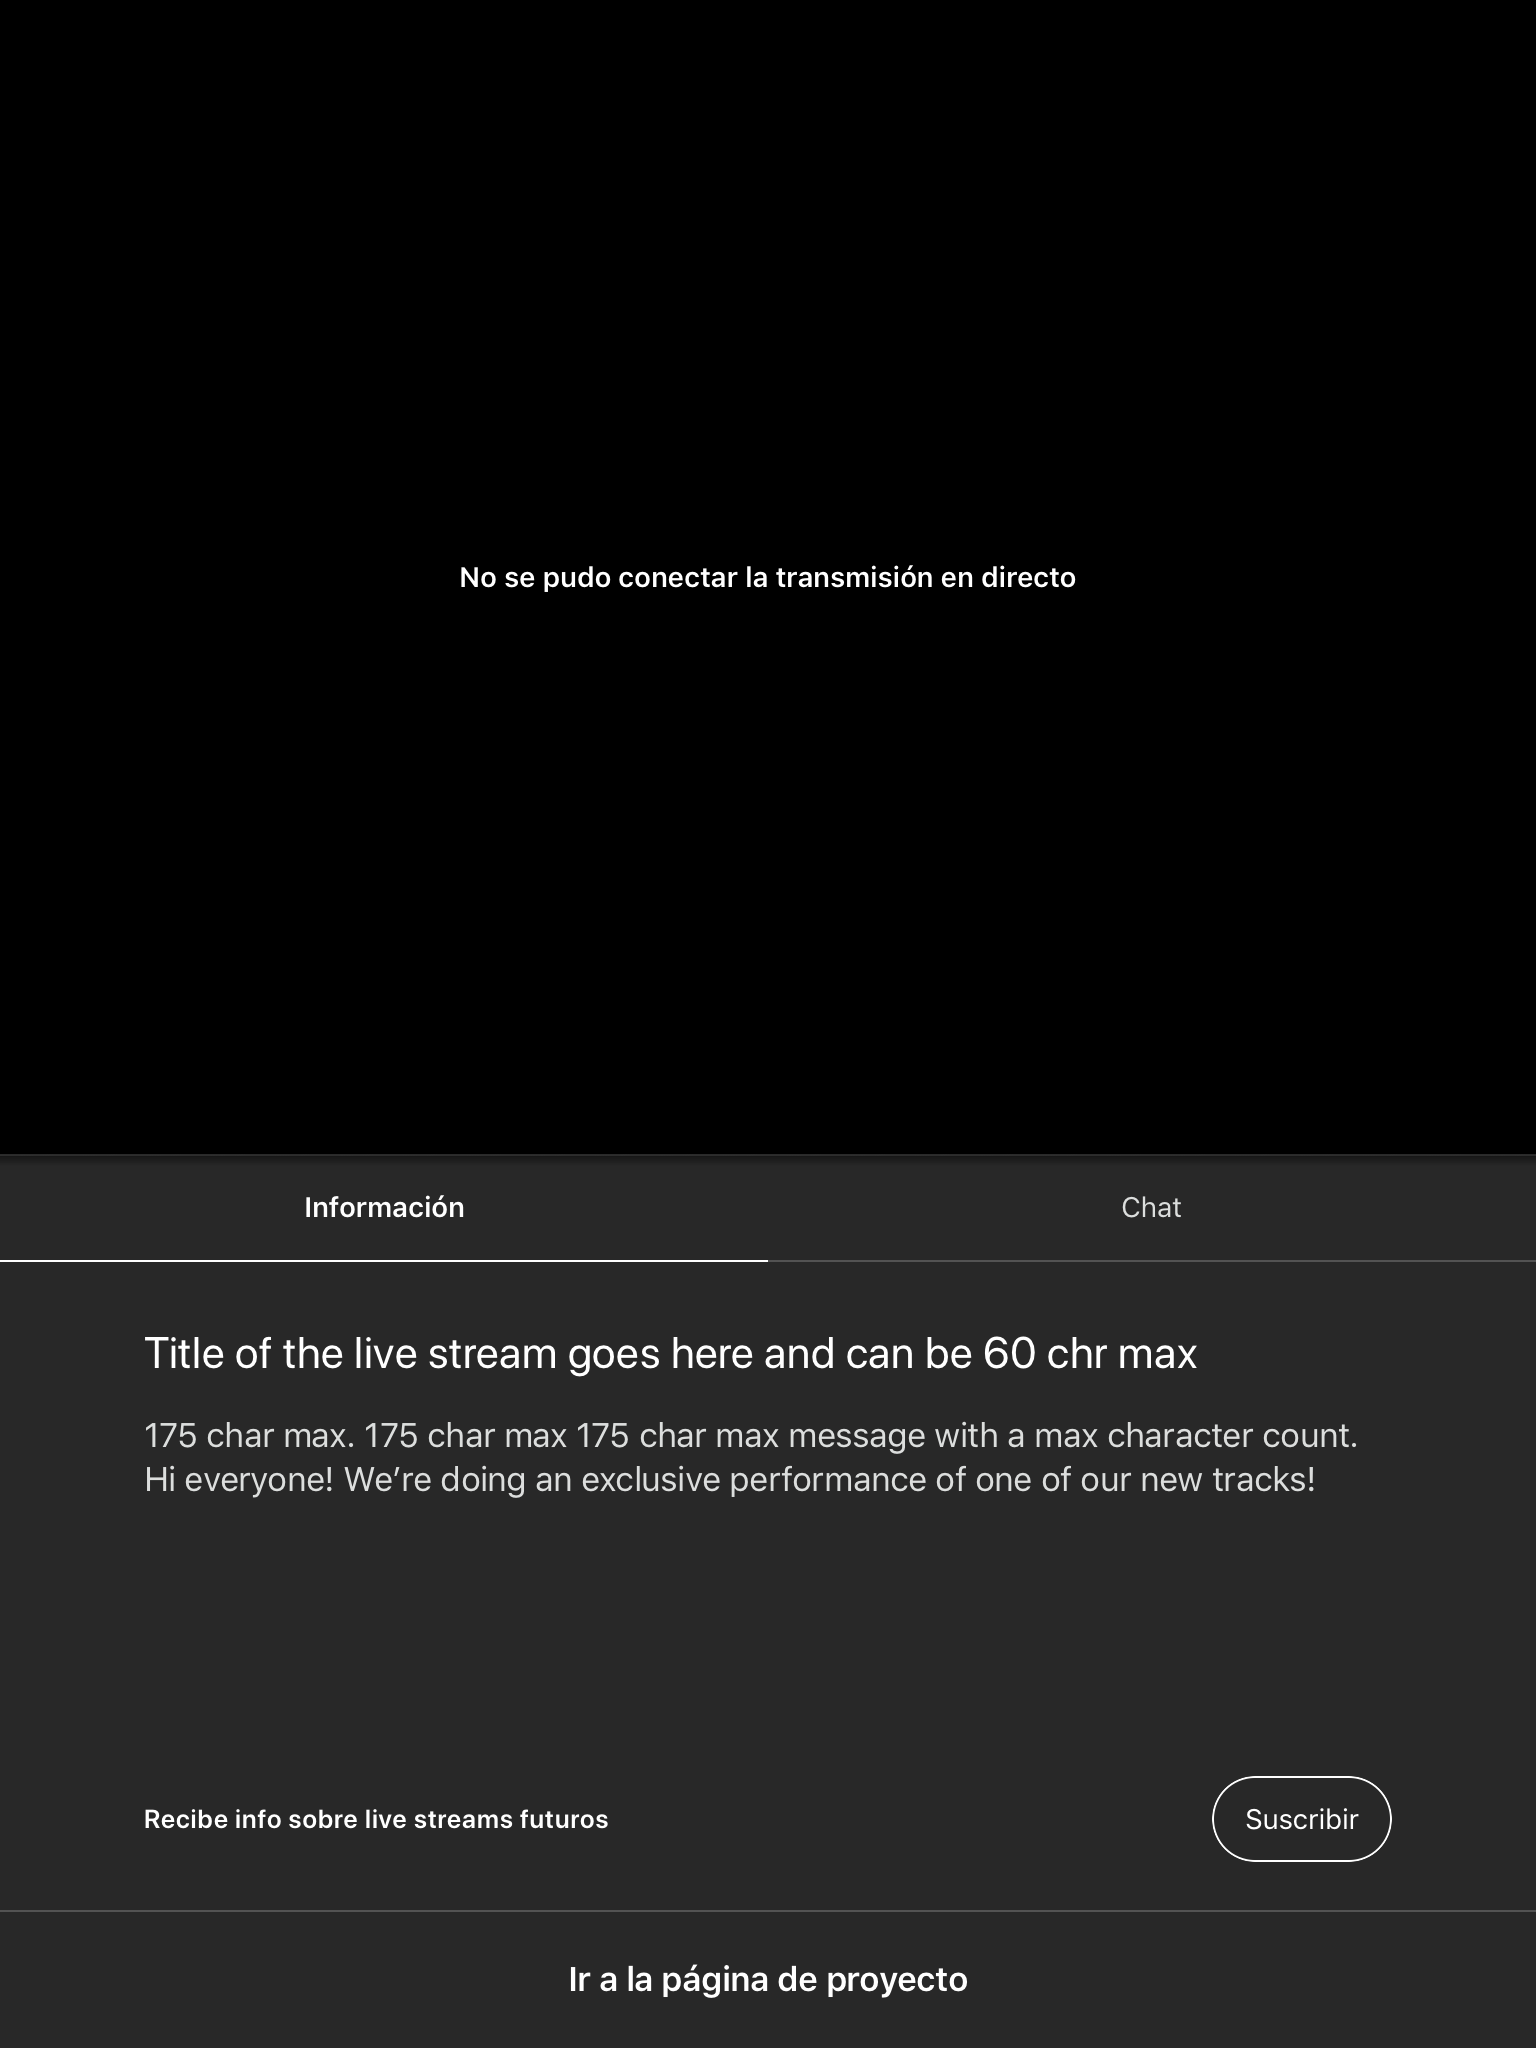 No se pudo conectar la transmisión en directo
Información
Chat
Title of the live stream goes here and can be 60 chr max
175 char max. 175 char max 175 char max message with a max character count.
Hi everyone! We’re doing an exclusive performance of one of our new tracks!
Recibe info sobre live streams futuros
Suscribir
Ir a la página de proyecto